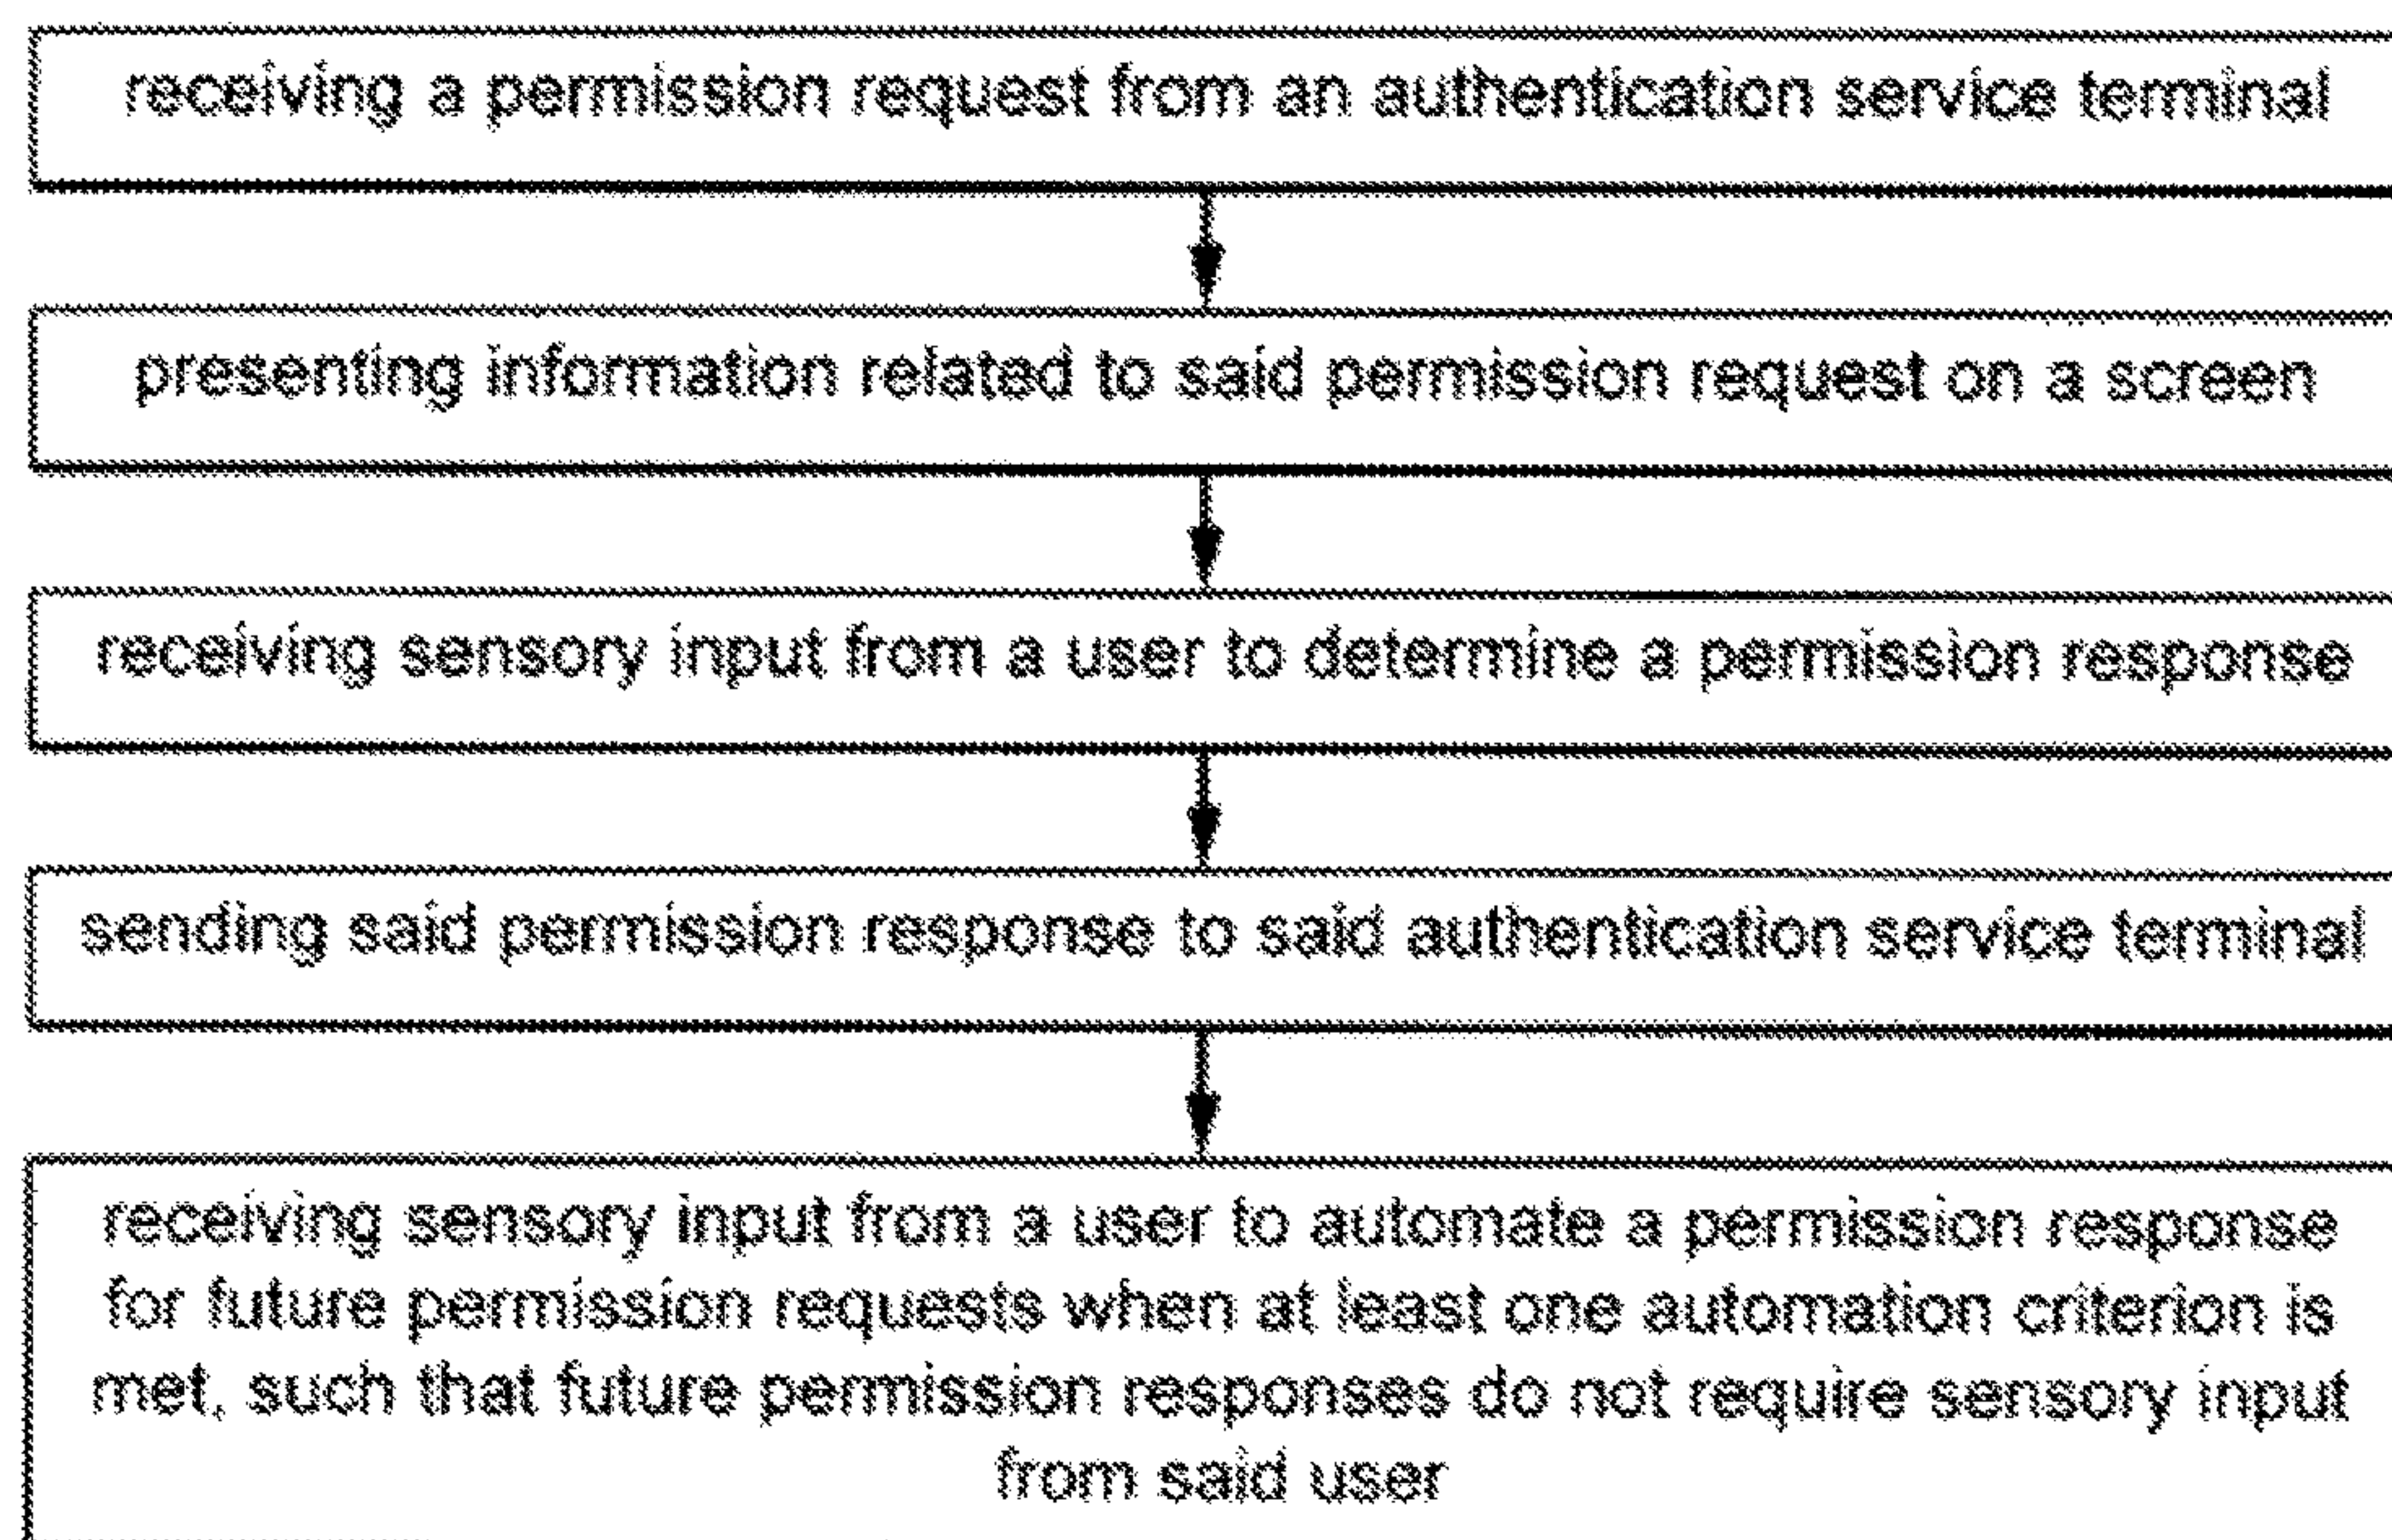 receiving a permission request from an authentication service terminal
presenting information related to said permission request on a screen
receiving sensory input from a user to determine a permission response
sending said permission response to said authentication service terminal
receiving sensory input from a user to automate a permission response
for future permission requests when at least one automation criterion is
met, such that future permission responses do not require sensory input
from said user